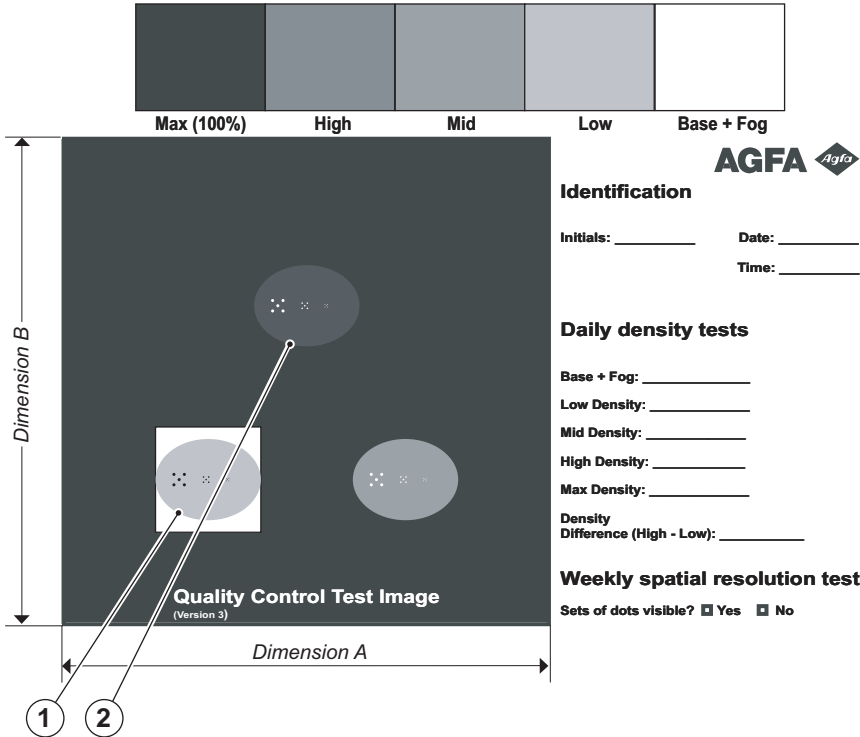 Max (100%) High Mid Low Base + Fog
AGFA Agfa
Identification
Initials: Date:
Time:
Dimension B
Daily density tests
Base + Fog:
Low Density:
Mid Density:
High Density:
Max Density:
Density
Difference (High - Low):
Quality Control Test Image
(Version 3)
Weekly spatial resolution test
Sets of dots visible? Yes No
Dimension A
1 2